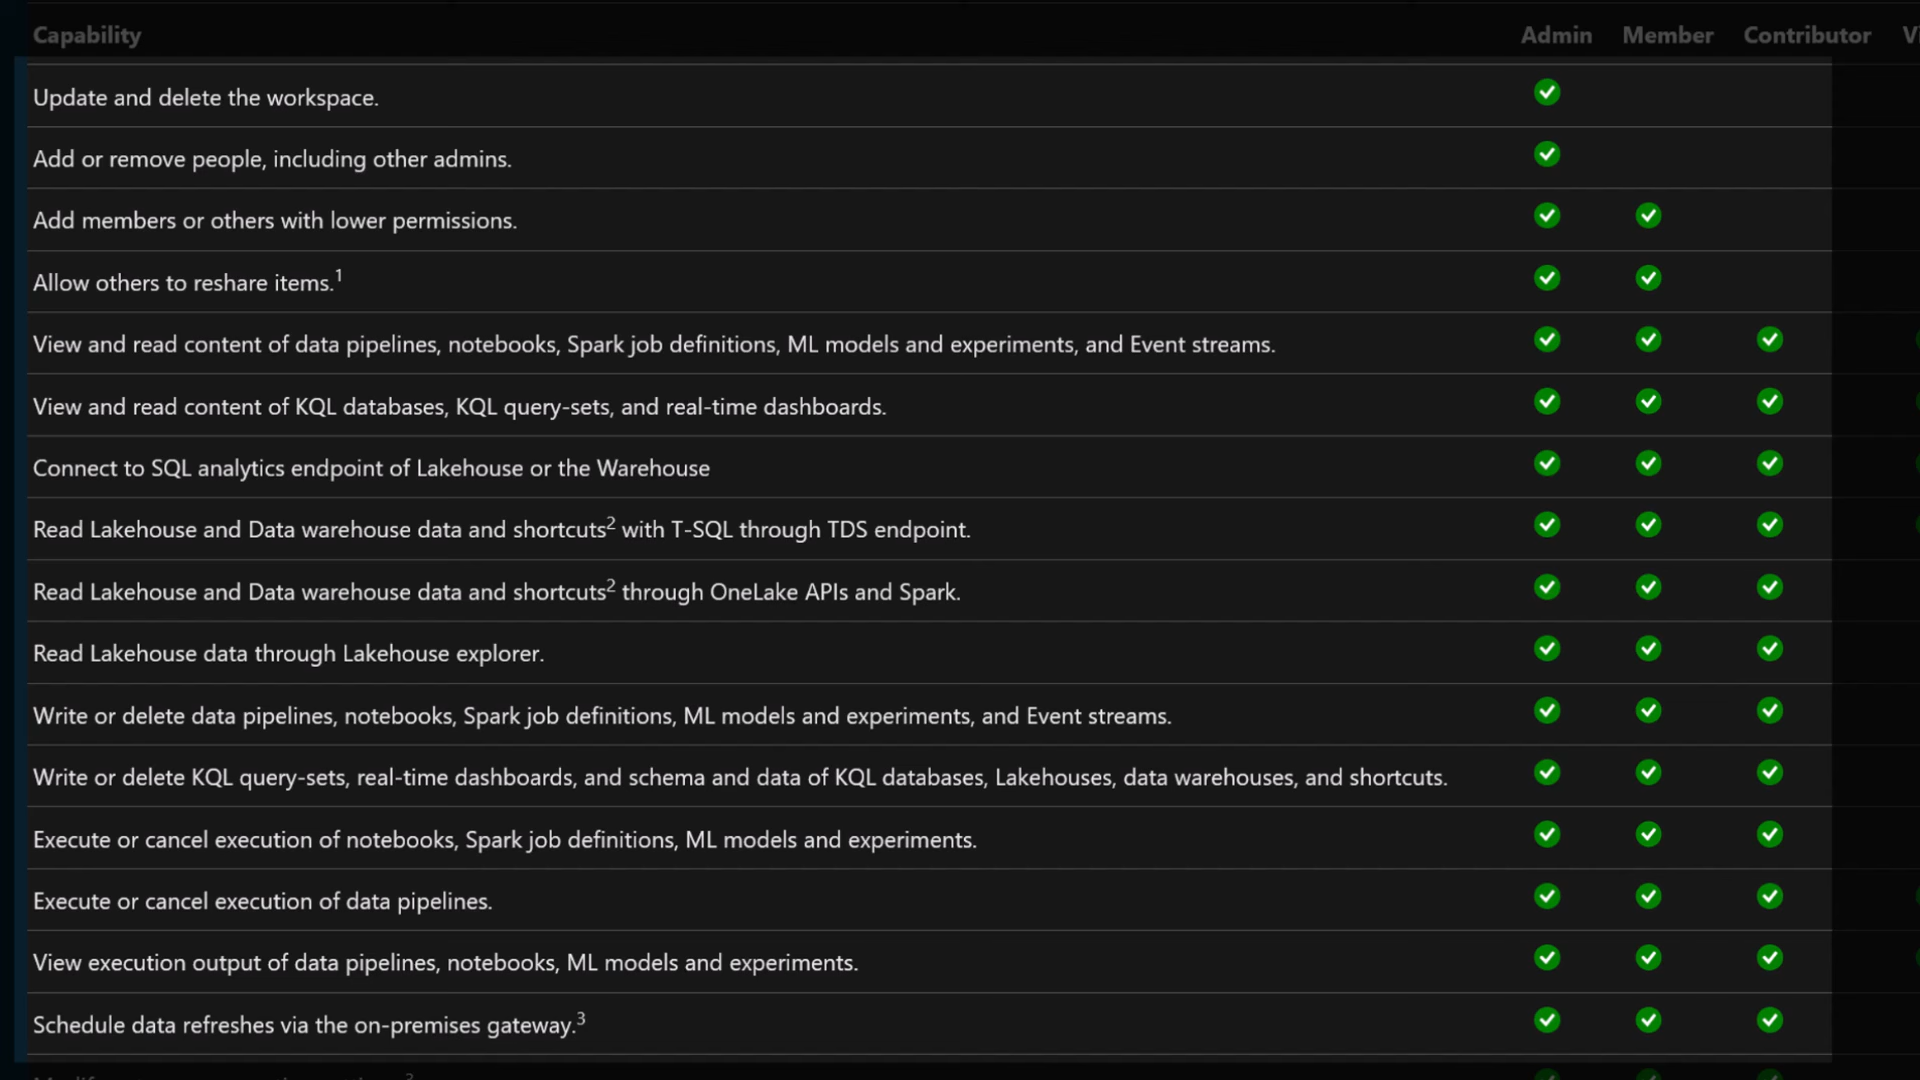 Capability Admin Member Contributor
Update and delete the workspace.
Add or remove people, including other admins.
Add members or others with lower permissions.
Allow others to reshare items.1
View and read content of data pipelines, notebooks, Spark job definitions, ML models and experiments, and Event streams.
View and read content of KQL databases, KQL query-sets, and real-time dashboards.
Connect to SQL analytics endpoint of Lakehouse or the Warehouse
Read Lakehouse and Data warehouse data and shortcuts2 with T-SQL through TDS endpoint.
Read Lakehouse and Data warehouse data and shortcuts2 through OneLake APIs and Spark.
Read Lakehouse data through Lakehouse explorer.
Write or delete data pipelines, notebooks, Spark job definitions, ML models and experiments, and Event streams.
Write or delete KQL query-sets, real-time dashboards, and schema and data of KQL databases, Lakehouses, data warehouses, and shortcuts.
Execute or cancel execution of notebooks, Spark job definitions, ML models and experiments.
Execute or cancel execution of data pipelines.
View execution output of data pipelines, notebooks, ML models and experiments.
Schedule data refreshes via the on-premises gateway.3